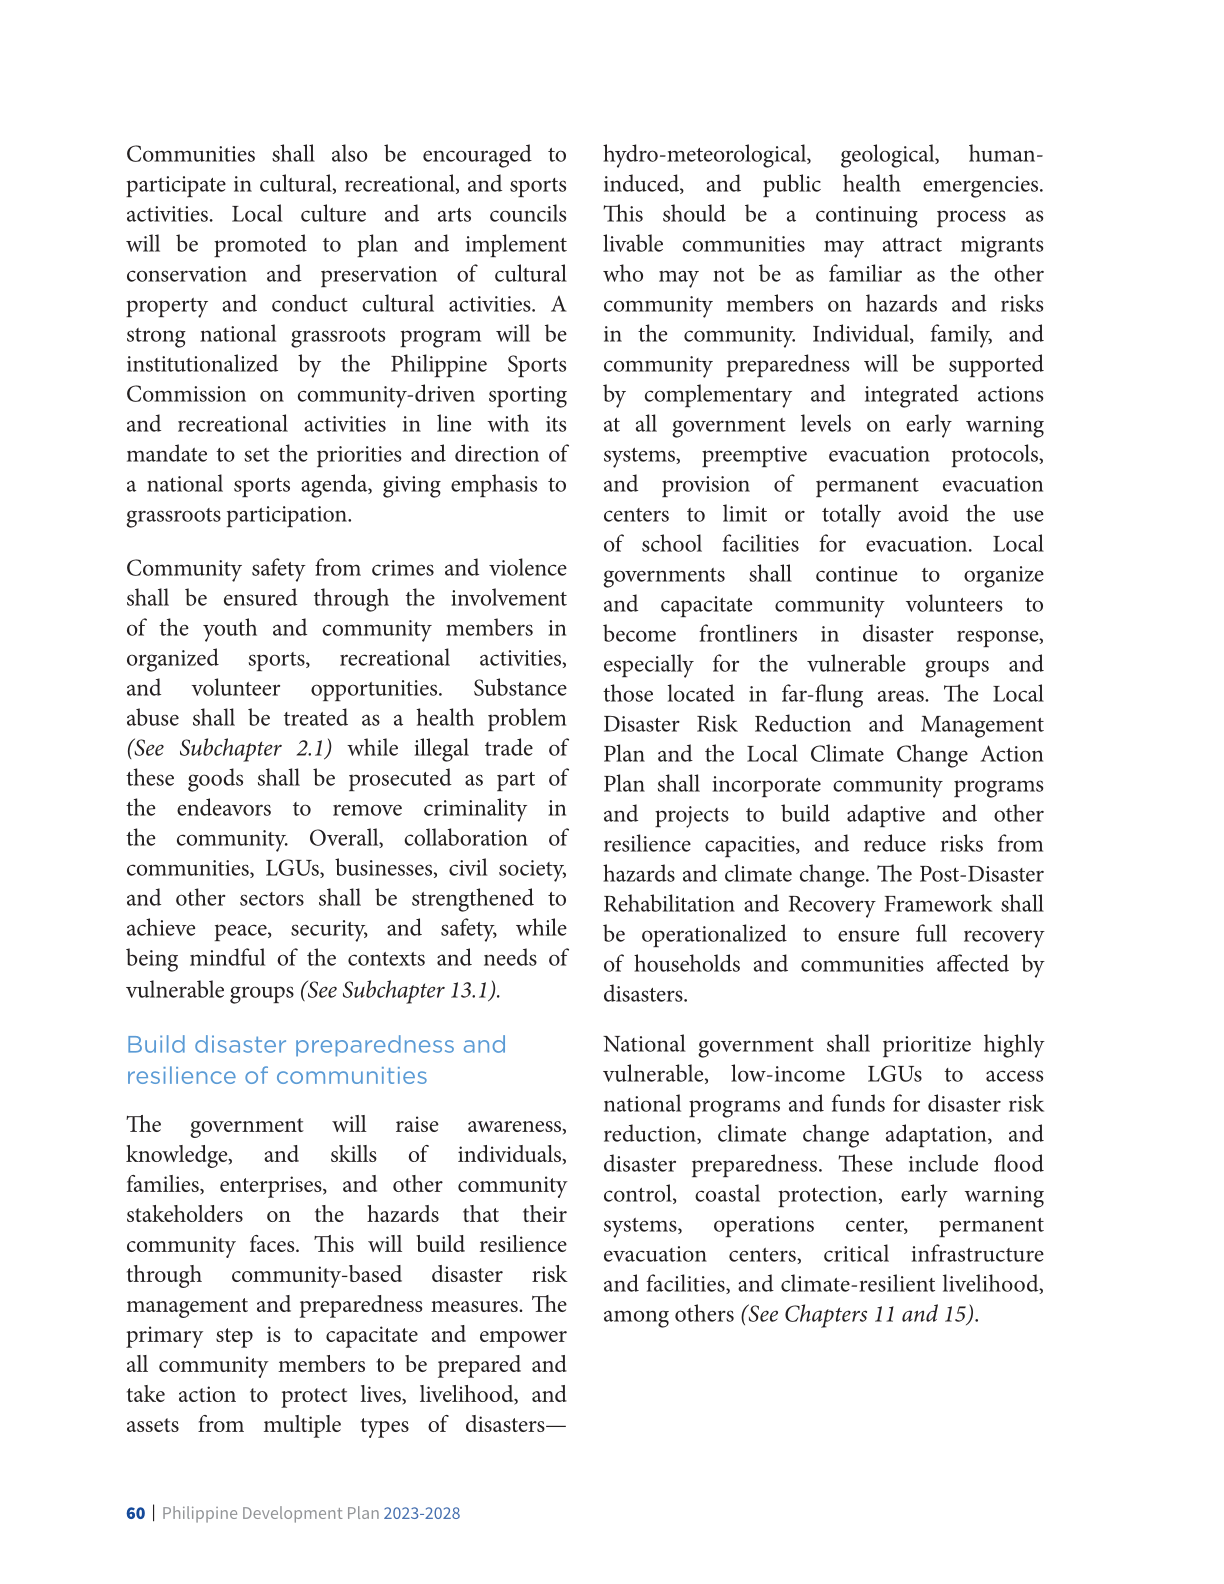 Communities shall also be encouraged to
participate in cultural, recreational, and sports
activities. Local culture and arts councils
will be promoted to plan and implement
conservation and preservation of cultural
property and conduct cultural activities. A
strong national grassroots program will be
institutionalized by the Philippine Sports
Commission on community-driven sporting
and recreational activities in line with its
mandate to set the priorities and direction of
a national sports agenda, giving emphasis to
grassroots participation.
Community safety from crimes and violence
shall be ensured through the involvement
of the youth and community members in
organized sports, recreational activities,
and volunteer opportunities. Substance
abuse shall be treated as a health problem
(See Subchapter 2.1) while illegal trade of
these goods shall be prosecuted as part of
the endeavors to remove criminality in
the community. Overall, collaboration of
communities, LGUs, businesses, civil society,
and other sectors shall be strengthened to
achieve peace, security, and safety, while
being mindful of the contexts and needs of
vulnerable groups (See Subchapter 13.1).
Build disaster preparedness and
resilience of communities
The government will raise awareness,
knowledge, and skills of individuals,
families, enterprises, and other community
stakeholders on the hazards that their
community faces. This will build resilience
through community-based disaster risk
management and preparedness measures. The
primary step is to capacitate and empower
all community members to be prepared and
take action to protect lives, livelihood, and
assets from multiple types of disasters—
hydro-meteorological, geological, human-
induced, and public health emergencies.
This should be a continuing process as
livable communities may attract migrants
who may not be as familiar as the other
community members on hazards and risks
in the community. Individual, family, and
community preparedness will be supported
by complementary and integrated actions
at all government levels on early warning
systems, preemptive evacuation protocols,
and provision of permanent evacuation
centers to limit or totally avoid the use
of school facilities for evacuation. Local
governments shall continue to organize
and capacitate community volunteers to
become frontliners in disaster response,
especially for the vulnerable groups and
those located in far-flung areas. The Local
Disaster Risk Reduction and Management
Plan and the Local Climate Change Action
Plan shall incorporate community programs
and projects to build adaptive and other
resilience capacities, and reduce risks from
hazards and climate change. The Post-Disaster
Rehabilitation and Recovery Framework shall
be operationalized to ensure full recovery
of households and communities affected by
disasters.
National government shall prioritize highly
vulnerable, low-income LGUs to access
national programs and funds for disaster risk
reduction, climate change adaptation, and
disaster preparedness. These include flood
control, coastal protection, early warning
systems, operations center, permanent
evacuation centers, critical infrastructure
and facilities, and climate-resilient livelihood,
among others (See Chapters 11 and 15).
60 | Philippine Development Plan 2023-2028